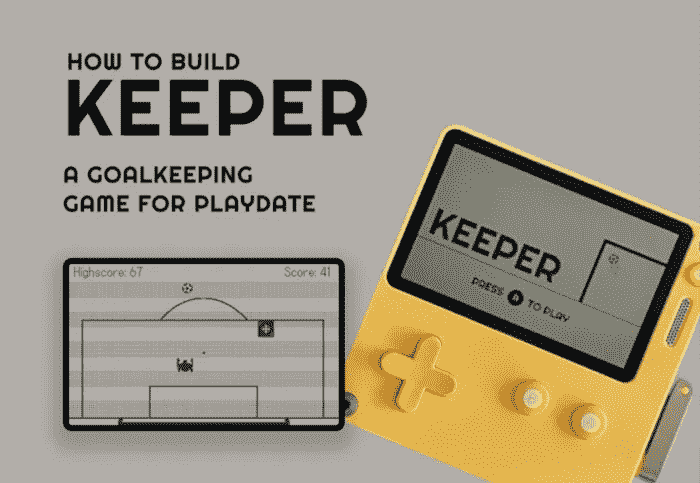 HOW TO BUILD
KEEPER
A GOALKEEPING
GAME FOR PLAYDATE
Highscore: 67 Score: 41
KEEPER
PRESS A TO PLAY